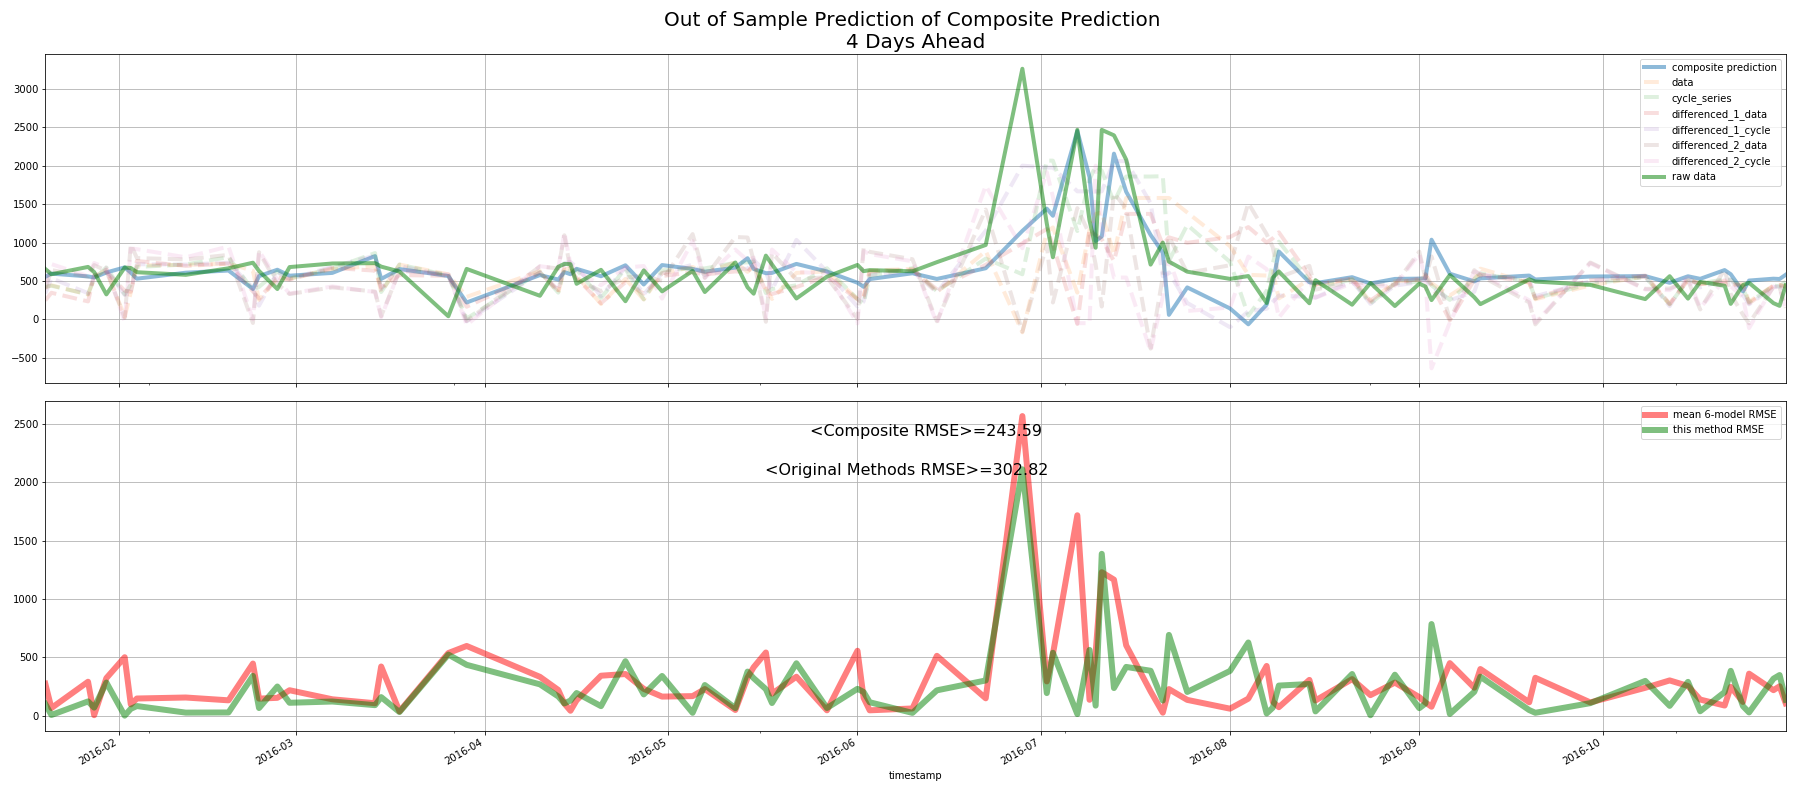 Out of Sample Prediction of Composite Prediction
4 Days Ahead
3000
2500
2000
1500
1000
500
0
−500
composite prediction
data
cycle_series
differenced_1_data
differenced_1_cycle
differenced_2_data
differenced_2_cycle
raw data
2500
2000
1500
1000
500
0
<Composite RMSE>=243.59
<Original Methods RMSE>=302.82
mean 6-model RMSE
this method RMSE
2016-02
2016-03
2016-04
2016-05
2016-06
2016-07
2016-08
2016-09
2016-10
timestamp